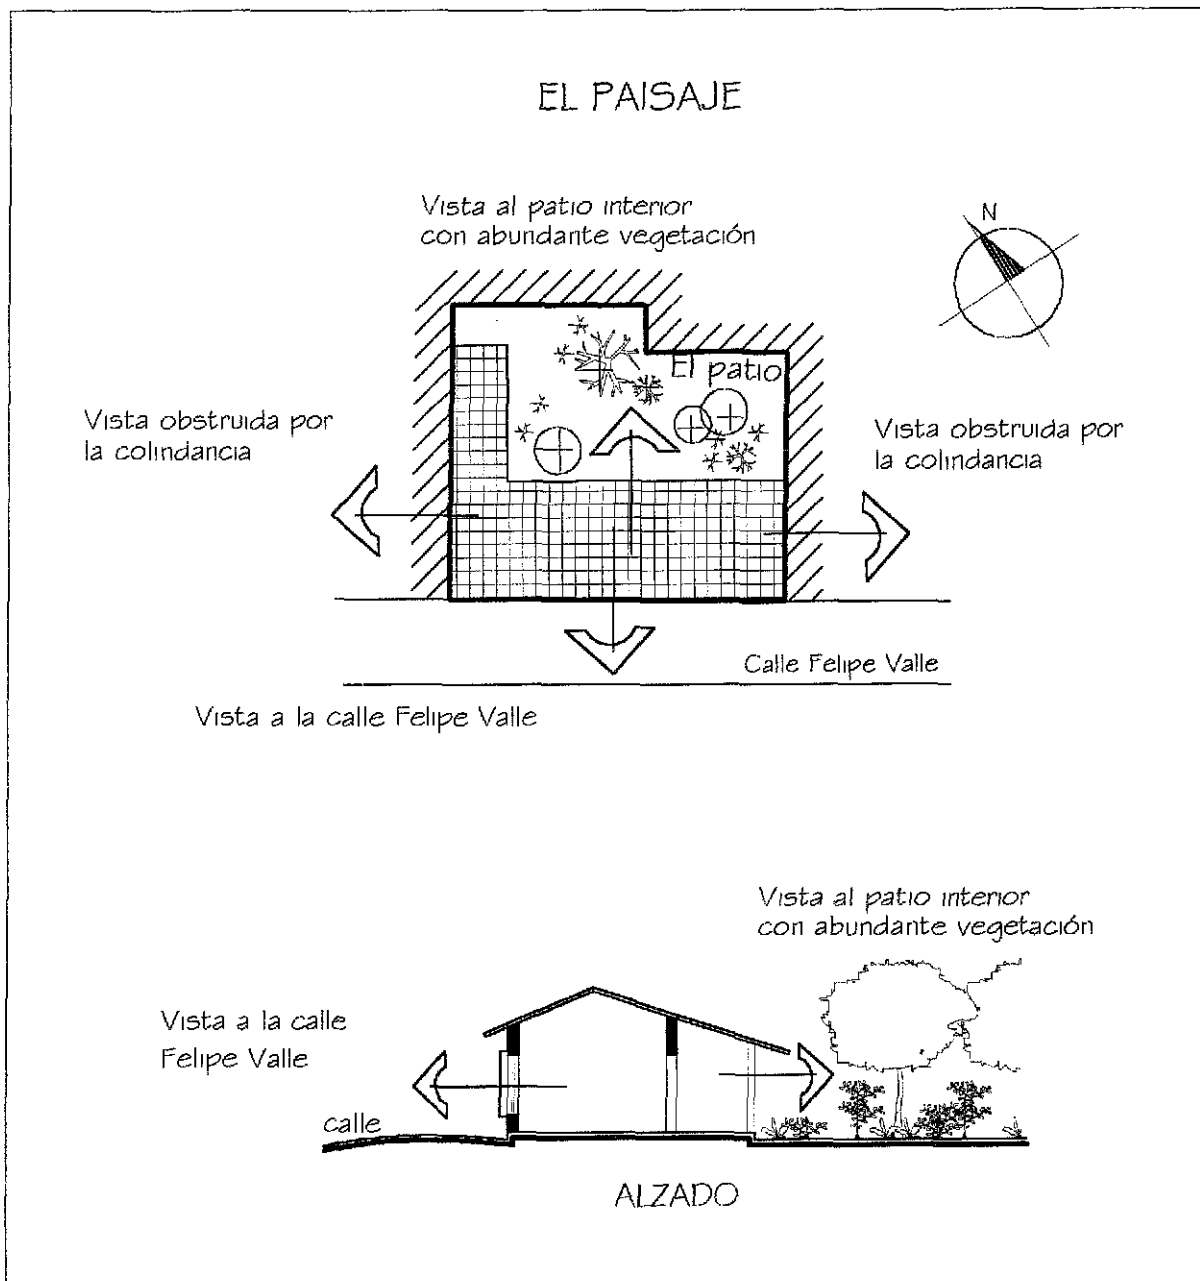 EL PAISAJE
Vista al patio interior
con abundante vegetación
N
El patio
Vista obstruida por
la colindancia
Vista obstruida por
la colindancia
Calle Felipe Valle
Vista a la calle Felipe Valle
Vista al patio interior
con abundante vegetación
Vista a la calle
Felipe Valle
calle
ALZADO